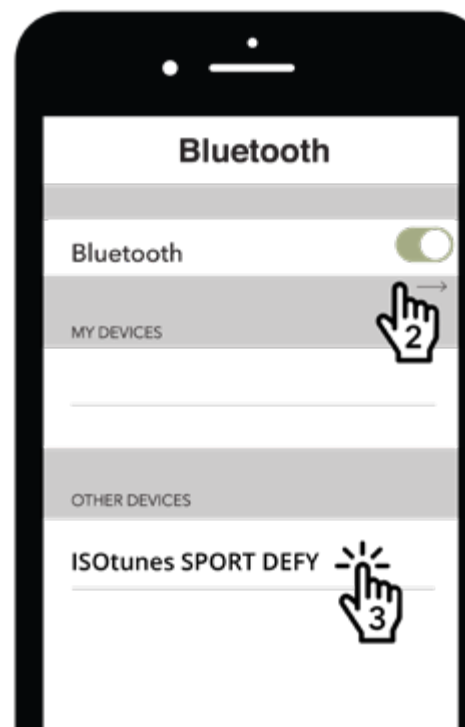 Bluetooth
Bluetooth
2
MY DEVICES
OTHER DEVICES
ISOtunes SPORT DEFY
3